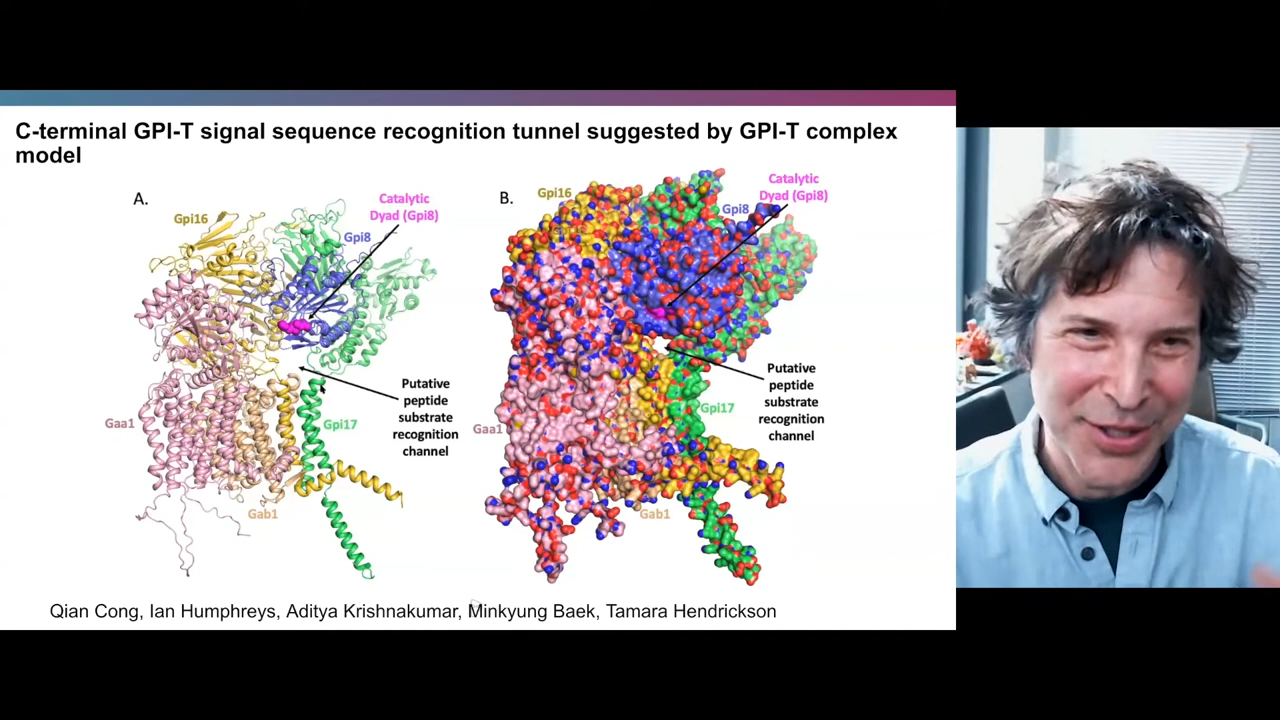 C-terminal GPI-T signal sequence recognition tunnel suggested by GPI-T complex
model
A.
Gpi16
Catalytic
Dyad (Gpi8)
Gpi8
Putative
peptide
substrate
recognition
channel
Gaa1
Gpi17
Gab1
B.
Gpi16
Catalytic
Dyad (Gpi8)
Gpi8
Putative
peptide
substrate
recognition
channel
Gaa1
Gpi17
Gab1
Qian Cong, Ian Humphreys, Aditya Krishnakumar, Minkyung Baek, Tamara Hendrickson